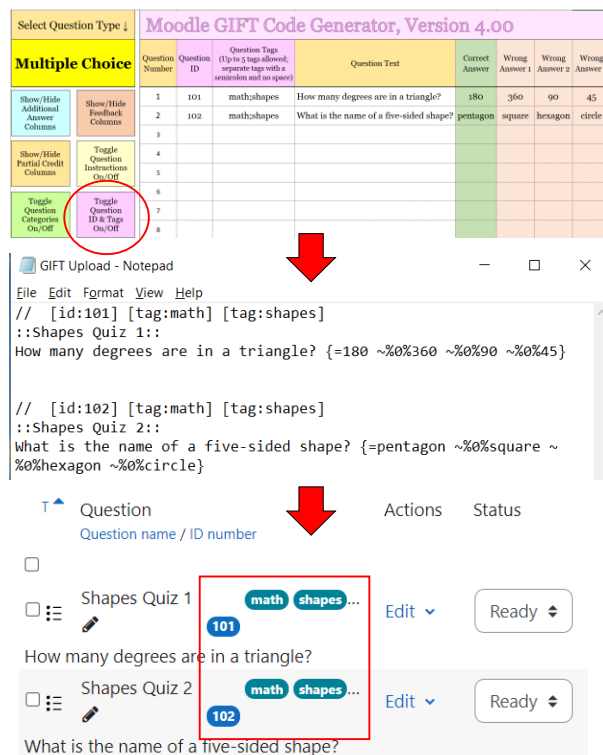 Select Question Type ↓
Moodle GIFT Code Generator, Version 4.00
Multiple Choice
Question Number
Question ID
Question Tags
(Up to 5 tags allowed;
separate tags with a
semicolon and no space)
Question Text
Correct Answer
Wrong Answer 1
Wrong Answer 2
Wrong Answer
Show/Hide
Additional
Answer
Columns
Show/Hide
Feedback
Columns
Show/Hide
Partial Credit
Columns
Toggle
Question
Instructions
On/Off
Toggle
Question
Categories
On/Off
Toggle
Question
ID & Tags
On/Off
1 101 math;shapes How many degrees are in a triangle? 180 360 90 45
2 102 math;shapes What is the name of a five-sided shape? pentagon square hexagon circle
3
4
5
6
7
8
GIFT Upload - Notepad
File Edit Format View Help
// [id:101] [tag:math] [tag:shapes]
::Shapes Quiz 1::
How many degrees are in a triangle? {=180 ~%0%360 ~%0%90 ~%0%45}
// [id:102] [tag:math] [tag:shapes]
::Shapes Quiz 2::
What is the name of a five-sided shape? {=pentagon ~%0%square ~
%0%hexagon ~%0%circle}
T Question Actions Status
Question name / ID number
Shapes Quiz 1 math shapes... Edit Ready
101
How many degrees are in a triangle?
Shapes Quiz 2 math shapes... Edit Ready
102
What is the name of a five-sided shape?